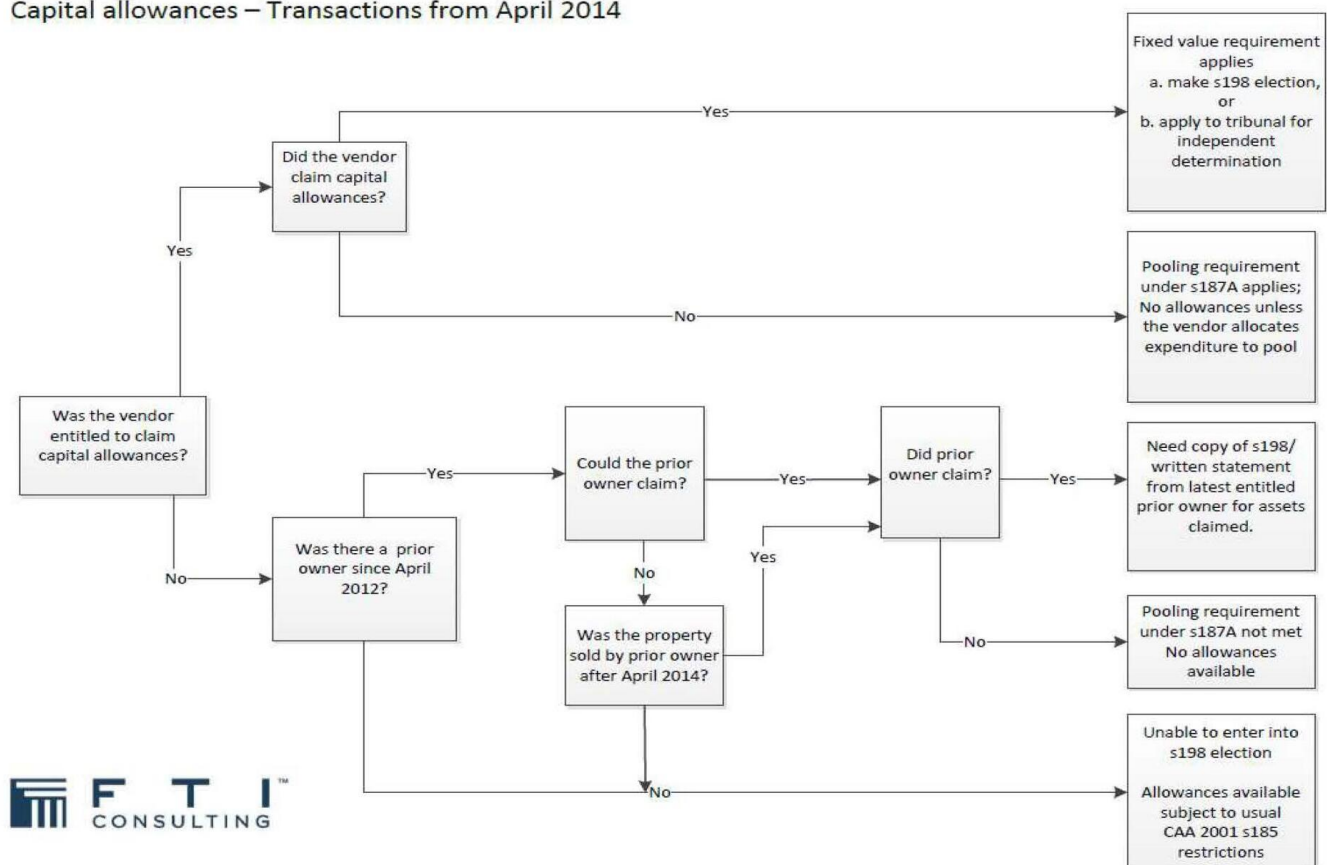 Capital allowances – Transactions from April 2014
Fixed value requirement
applies
a. make s198 election,
or
b. apply to tribunal for
independent
determination
Yes
Did the vendor
claim capital
allowances?
Yes
Pooling requirement
under s187A applies;
No allowances unless
the vendor allocates
expenditure to pool
No
Was the vendor
entitled to claim
capital allowances?
No
Was there a prior
owner since April
2012?
Yes
Could the prior
owner claim?
Yes
Did prior
owner claim?
Yes
Need copy of s198/
written statement
from latest entitled
prior owner for assets
claimed.
No
Yes
Was the property
sold by prior owner
after April 2014?
No
Pooling requirement
under s187A not met
No allowances
available
No
Unable to enter into
s198 election
Allowances available
subject to usual
CAA 2001 s185
restrictions
F T I ™
CONSULTING